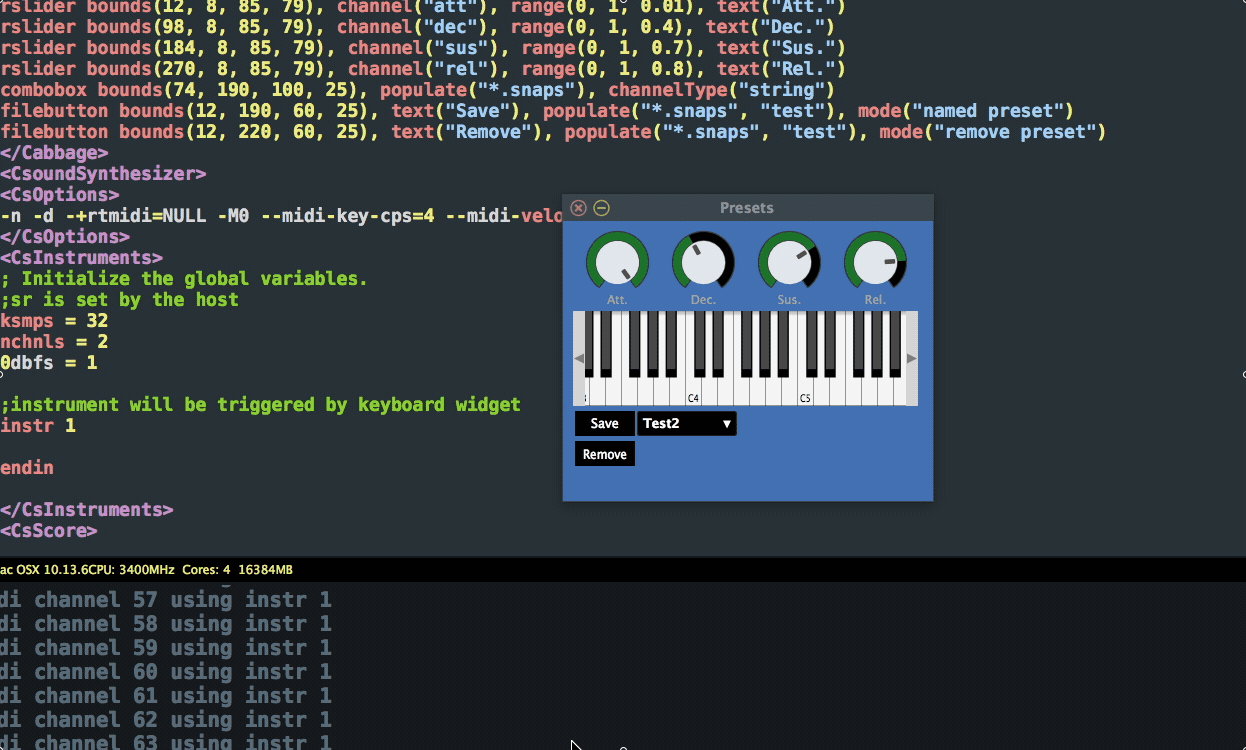 rslider bounds(12, 8, 85, 79), channel("att"), range(0, 1, 0.01), text("Att.")
rslider bounds(98, 8, 85, 79), channel("dec"), range(0, 1, 0.4), text("Dec.")
rslider bounds(184, 8, 85, 79), channel("sus"), range(0, 1, 0.7), text("Sus.")
rslider bounds(270, 8, 85, 79), channel("rel"), range(0, 1, 0.8), text("Rel.")
combobox bounds(74, 190, 100, 25), populate("*.snaps"), channelType("string")
filebutton bounds(12, 190, 60, 25), text("Save"), populate("*.snaps", "test"), mode("named preset")
filebutton bounds(12, 220, 60, 25), text("Remove"), populate("*.snaps", "test"), mode("remove preset")
</Cabbage>
<CsoundSynthesizer>
<CsOptions>
-n -d -+rtmidi=NULL -M0 --midi-key-cps=4 --midi-velo
</CsOptions>
<CsInstruments>
; Initialize the global variables.
;sr is set by the host
ksmps = 32
nchnls = 2
0dbfs = 1
;instrument will be triggered by keyboard widget
instr 1
endin
</CsInstruments>
<CsScore>
Presets
Att. Dec. Sus. Rel.
C4 C5
Save Test2
Remove
ac OSX 10.13.6CPU: 3400MHz Cores: 4 16384MB
di channel 57 using instr 1
di channel 58 using instr 1
di channel 59 using instr 1
di channel 60 using instr 1
di channel 61 using instr 1
di channel 62 using instr 1
di channel 63 using instr 1